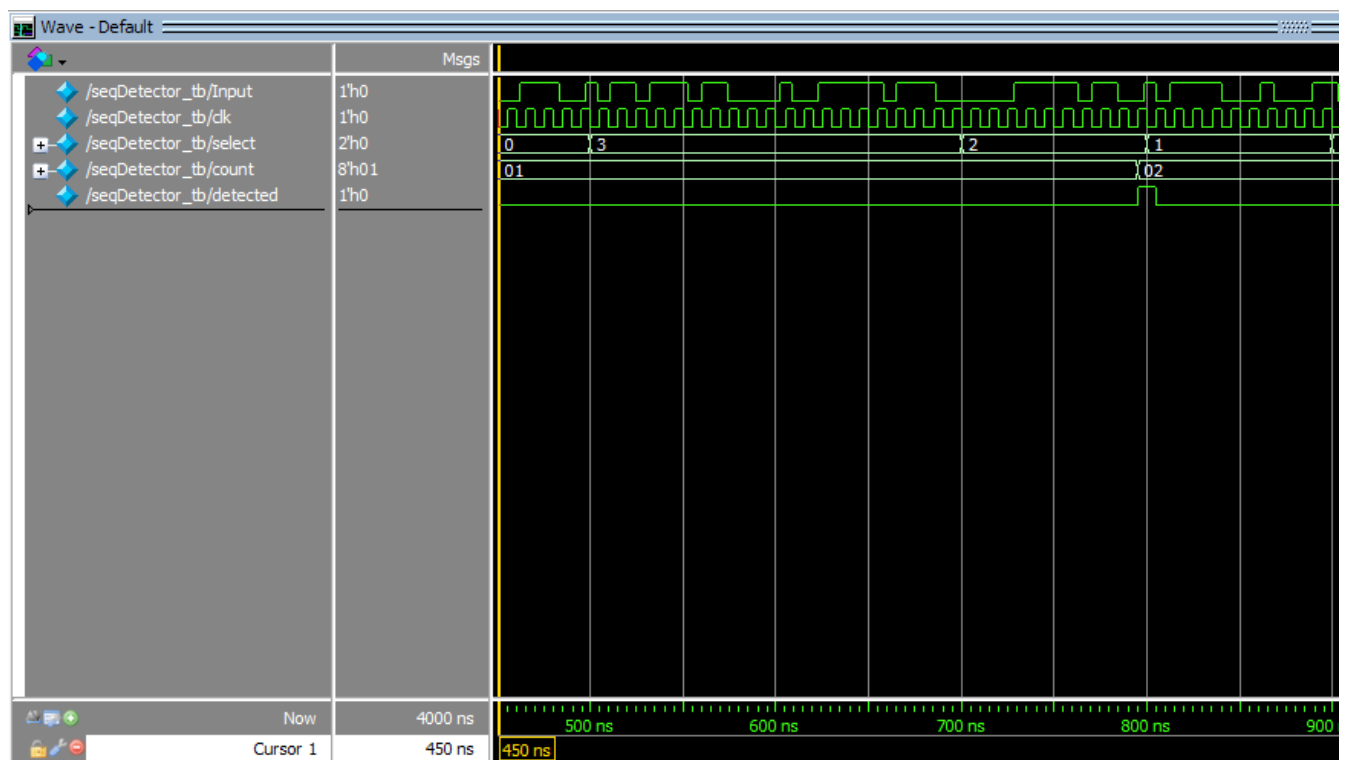 Wave - Default
Msgs
/seqDetector_tb/Input 1'h0
/seqDetector_tb/clk 1'h0
/seqDetector_tb/select 2'h0 0 3 2 1
/seqDetector_tb/count 8'h01 01 02
/seqDetector_tb/detected 1'h0
Now 4000 ns 500 ns 600 ns 700 ns 800 ns 900
Cursor 1 450 ns 450 ns